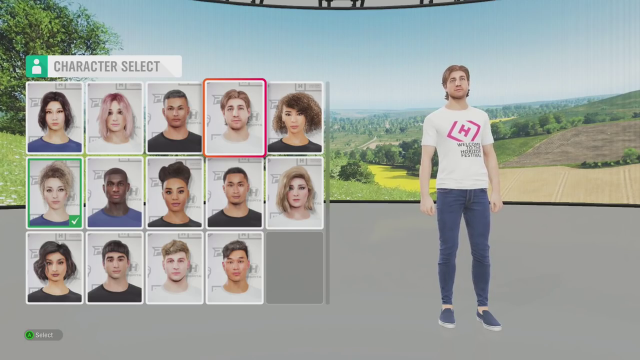 CHARACTER SELECT
H
WELCOME
TO THE
HORIZON
FESTIVAL
A Select